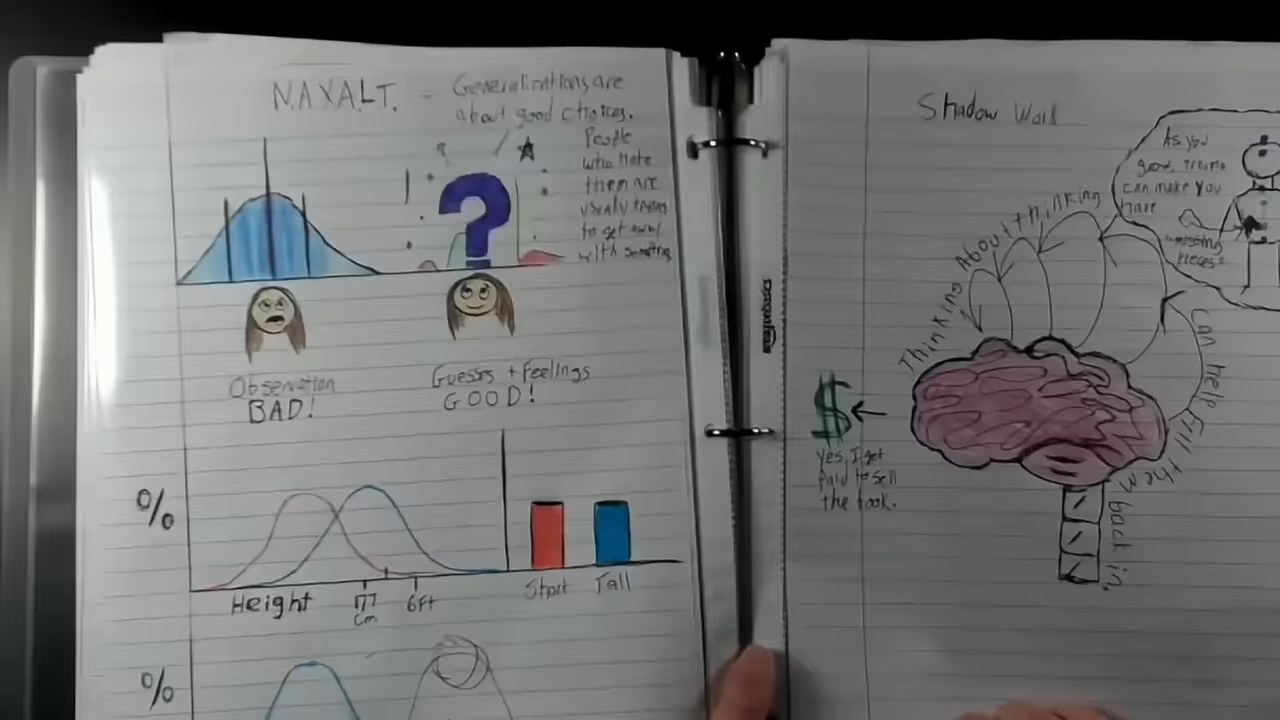 N.A.X.A.L.T. - Generalizations are
about good choices.
People
who hate
them are
usually trying
to get away
with something
?
Observation
BAD!
Guesses + Feelings
GOOD!
%
Height
177
cm
6Ft
Short
Tall
%
Shadow Work
As you
grow, trauma
can make you
have
missing
pieces
Thinking About thinking
can help fill them back in.
$
Yes, I get
paid to sell
the book.